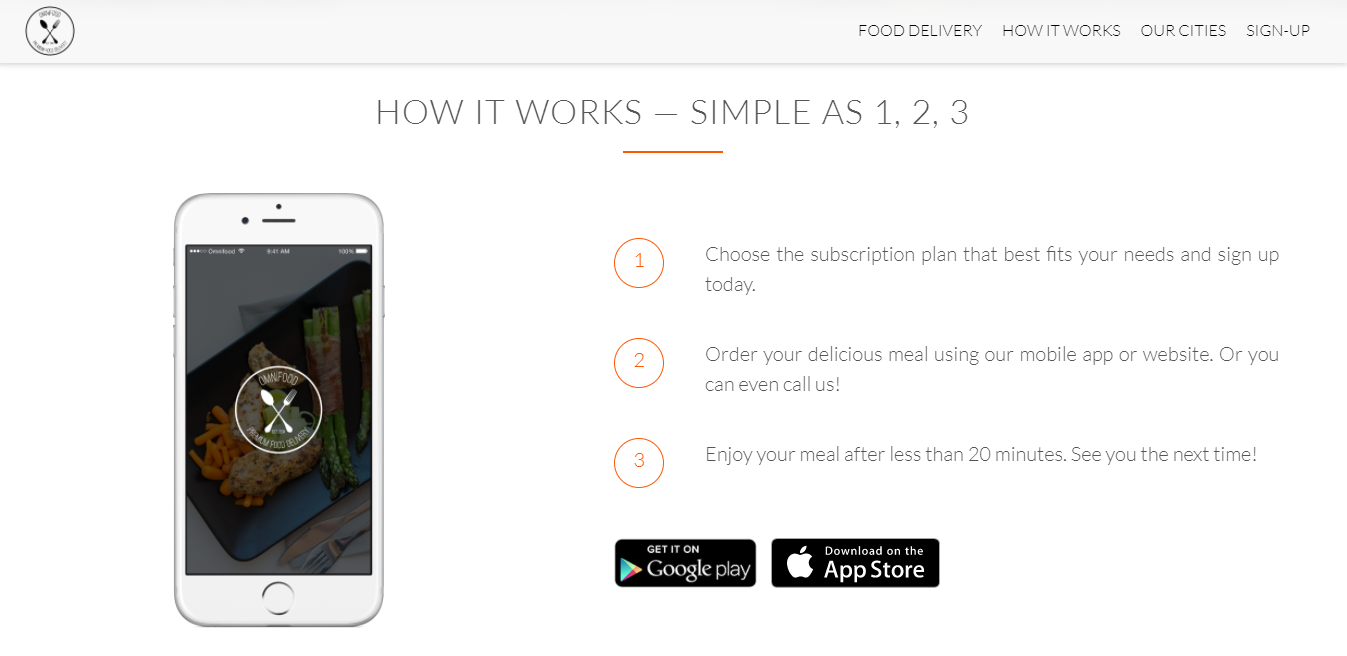 OMNIFOOD
PREMIUM FOOD DELIVERY
FOOD DELIVERY
HOW IT WORKS
OUR CITIES
SIGN-UP
HOW IT WORKS — SIMPLE AS 1, 2, 3
Omnifood 9:41 AM 100%
OMNIFOOD
PREMIUM FOOD DELIVERY
1
Choose the subscription plan that best fits your needs and sign up
today.
2
Order your delicious meal using our mobile app or website. Or you
can even call us!
3
Enjoy your meal after less than 20 minutes. See you the next time!
GET IT ON
Google play
Download on the
App Store